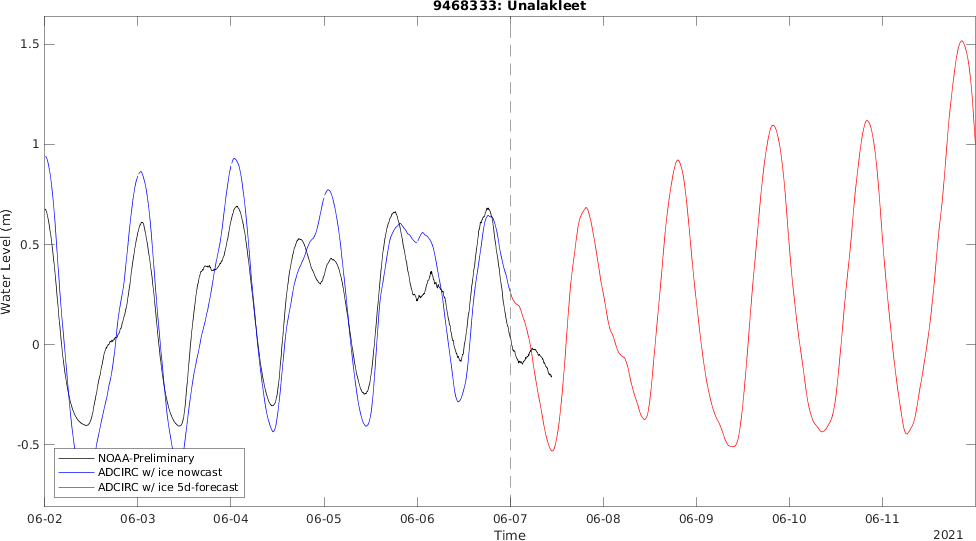 9468333: Unalakleet
1.5
1
0.5
0
-0.5
Water Level (m)
NOAA-Preliminary
ADCIRC w/ ice nowcast
ADCIRC w/ ice 5d-forecast
06-02 06-03 06-04 06-05 06-06 06-07 06-08 06-09 06-10 06-11
Time
2021